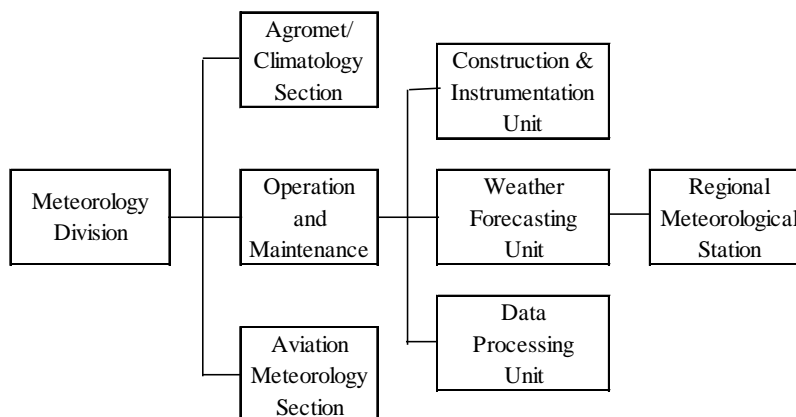 Agromet/
Climatology
Section
Construction &
Instrumentation
Unit
Meteorology
Division
Operation
and
Maintenance
Weather
Forecasting
Unit
Regional
Meteorological
Station
Data
Processing
Unit
Aviation
Meteorology
Section